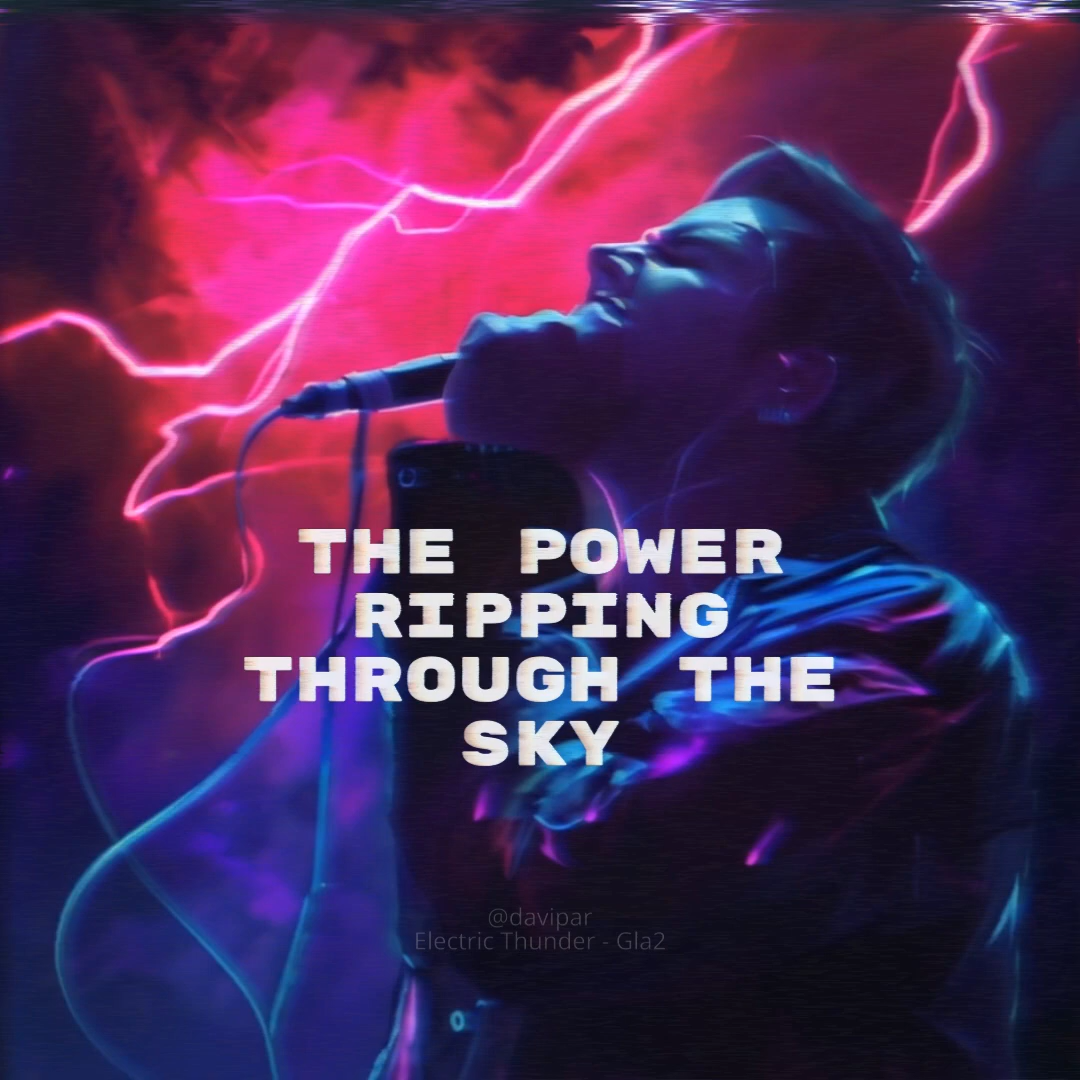 THE POWER
RIPPING
THROUGH THE
SKY
@davipar
Electric Thunder - Gla2